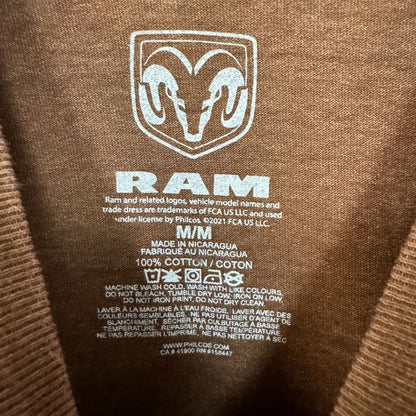 RAM
Ram and related logos, vehicle model names and
trade dress are trademarks of FCA US LLC and used
under license by Philcos. ©2021 FCA US LLC.
M/M
MADE IN NICARAGUA
FABRIQUÉ AU NICARAGUA
100% COTTON / COTON
MACHINE WASH COLD, WASH WITH LIKE COLOURS.
DO NOT BLEACH, TUMBLE DRY LOW, IRON ON LOW,
DO NOT IRON PRINT, DO NOT DRY CLEAN
LAVER À LA MACHINE À L'EAU FROIDE, LAVER AVEC DES
COULEURS SEMBLABLES. NE PAS UTILISER D'AGENT DE
BLANCHIMENT, SÉCHER PAR CULBUTAGE À BASSE
TEMPÉRATURE. REPASSER À BASSE TEMPÉRATURE,
NE PAS REPASSER L'IMPRIMÉ, NE PAS NETTOYER À SEC
WWW.PHILCOS.COM
CA# 41900 RN #158447